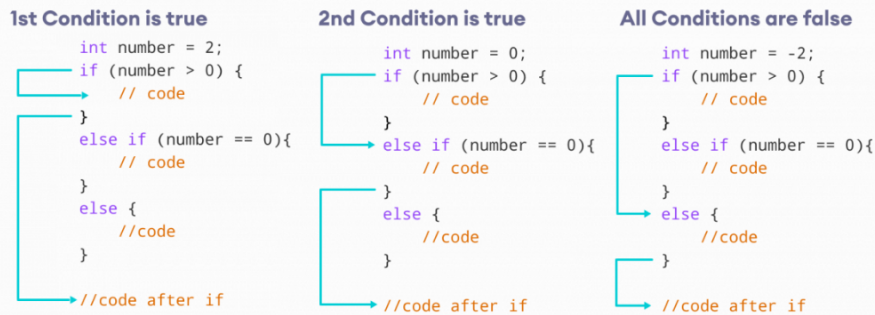 1st Condition is true
int number = 2;
if (number > 0) {
// code
}
else if (number == 0){
// code
}
else {
//code
}
//code after if
2nd Condition is true
int number = 0;
if (number > 0) {
// code
}
else if (number == 0){
// code
}
else {
//code
}
//code after if
All Conditions are false
int number = -2;
if (number > 0) {
// code
}
else if (number == 0){
// code
}
else {
//code
}
//code after if